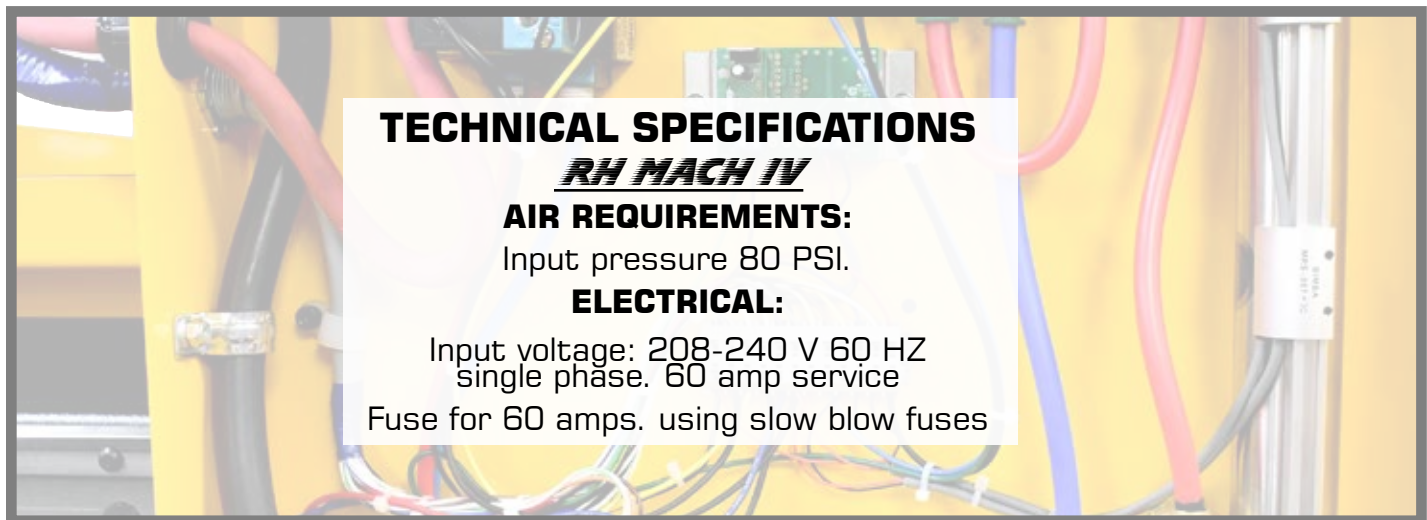 TECHNICAL SPECIFICATIONS
RH MACH IV
AIR REQUIREMENTS:
Input pressure 80 PSI.
ELECTRICAL:
Input voltage: 208-240 V 60 HZ
single phase. 60 amp service
Fuse for 60 amps. using slow blow fuses